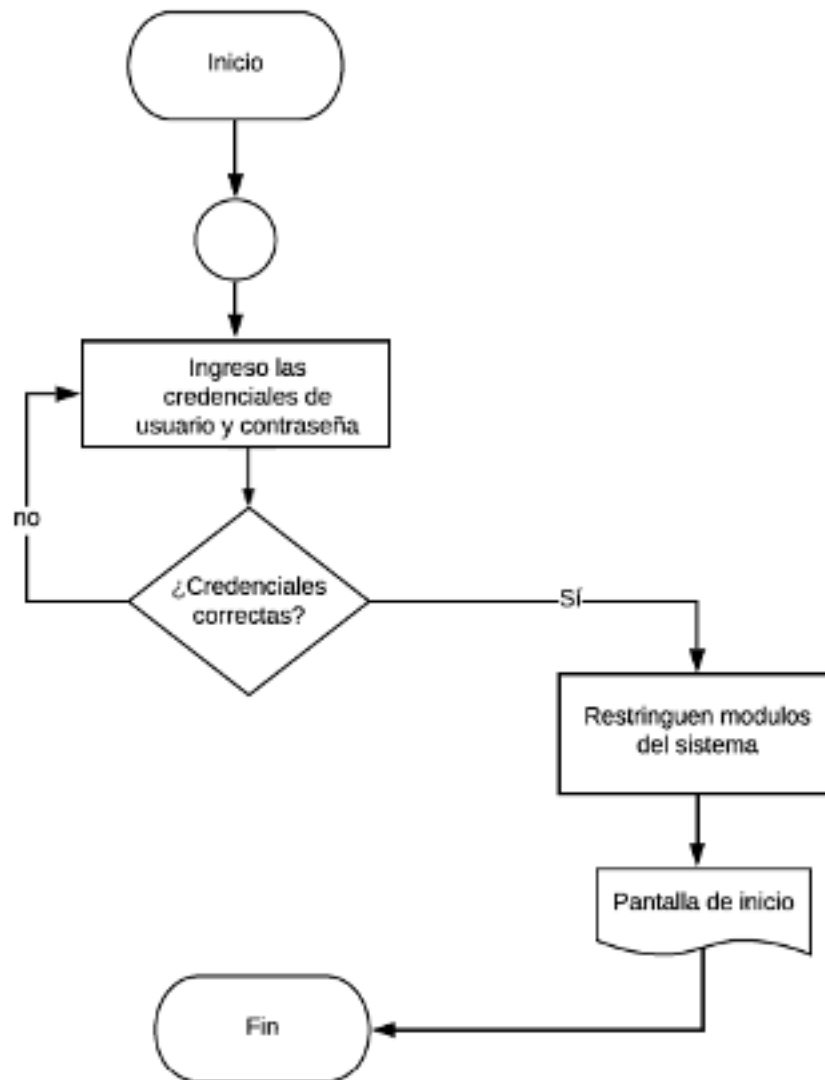 Inicio
Ingreso las
credenciales de
usuario y contraseña
no
¿Credenciales
correctas?
Sí
Restringuen modulos
del sistema
Pantalla de inicio
Fin